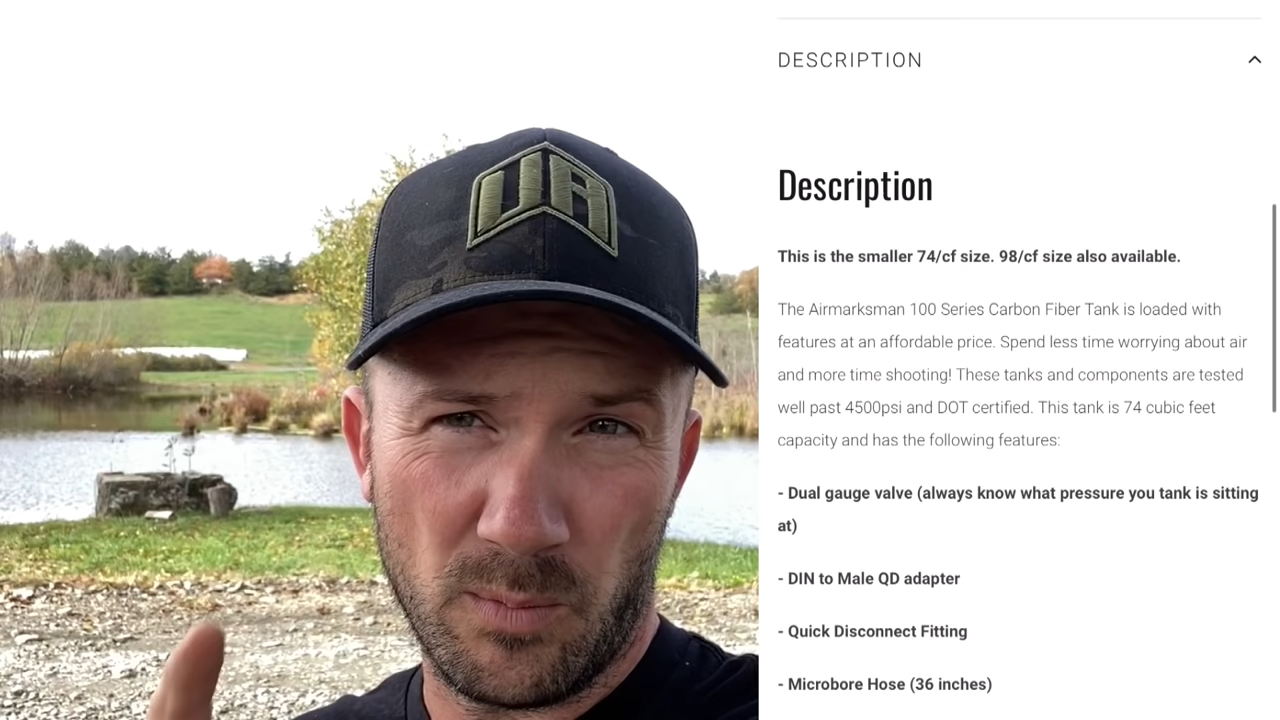 UA
DESCRIPTION
Description
This is the smaller 74/cf size. 98/cf size also available.
The Airmarksman 100 Series Carbon Fiber Tank is loaded with
features at an affordable price. Spend less time worrying about air
and more time shooting! These tanks and components are tested
well past 4500psi and DOT certified. This tank is 74 cubic feet
capacity and has the following features:
- Dual gauge valve (always know what pressure you tank is sitting
at)
- DIN to Male QD adapter
- Quick Disconnect Fitting
- Microbore Hose (36 inches)